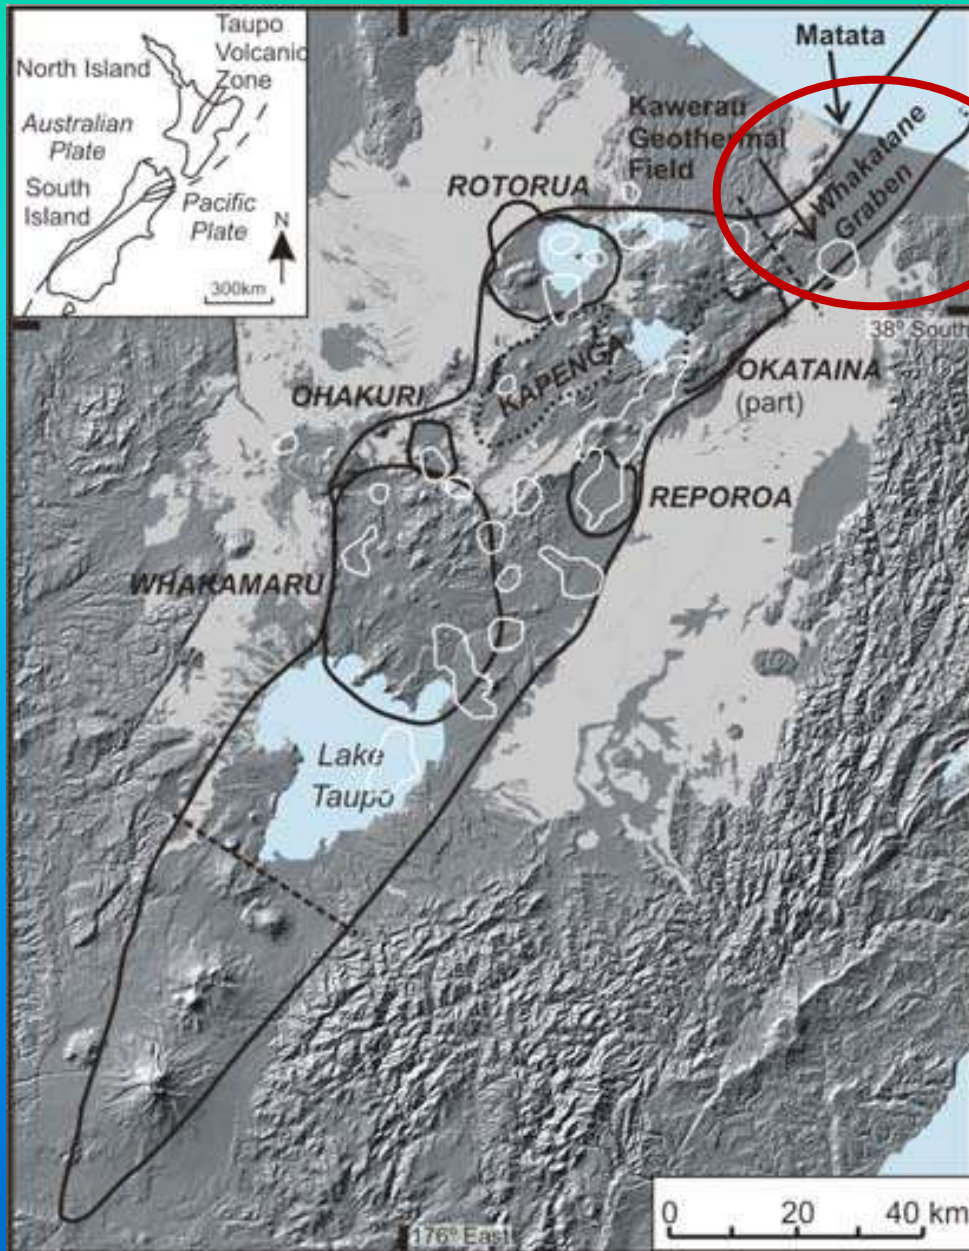 Taupo
Volcanic
Zone
North Island
Australian
Plate
South
Island
Pacific
Plate
N
300km
Matata
Kawerau
Geothermal
Field
Whakatane
Graben
ROTORUA
38° South
KAPENGA
OHAKURI
OKATAINA
(part)
REPOROA
WHAKAMARU
Lake
Taupo
176° East
0 20 40 km